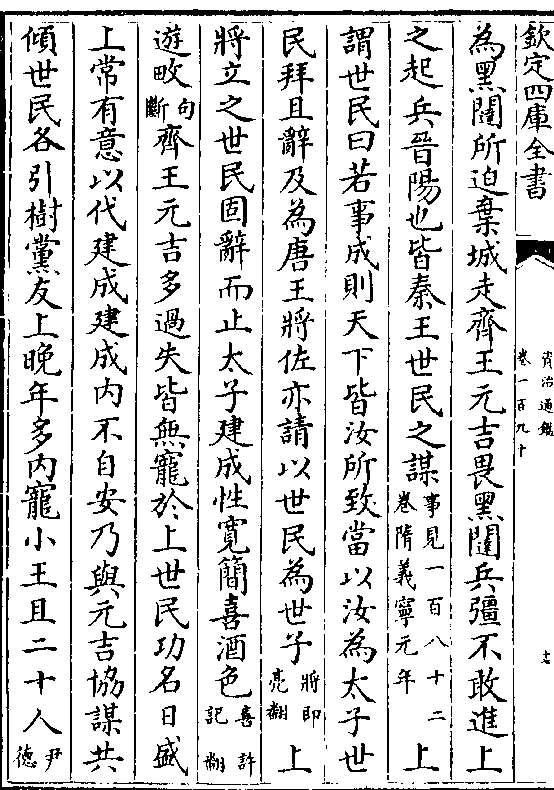 欽定四庫全書
資治通鑑
卷一百九十
為黑闥所迫棄城走齊王元吉畏黑闥兵彊不敢進上
之起兵晉陽也皆秦王世民之謀事見一百八十二卷隋義寧元年上
謂世民曰若事成則天下皆汝所致當以汝為太子世
民拜且辭及為唐王將佐亦請以世民為世子將即亮翻上
將立之世民固辭而止太子建成性寛簡喜酒色喜許記翻
遊畋句斷齊王元吉多過失皆無寵於上世民功名日盛
上常有意以代建成建成内不自安乃與元吉協謀共
傾世民各引樹黨友上晚年多内寵小王且二十人尹德